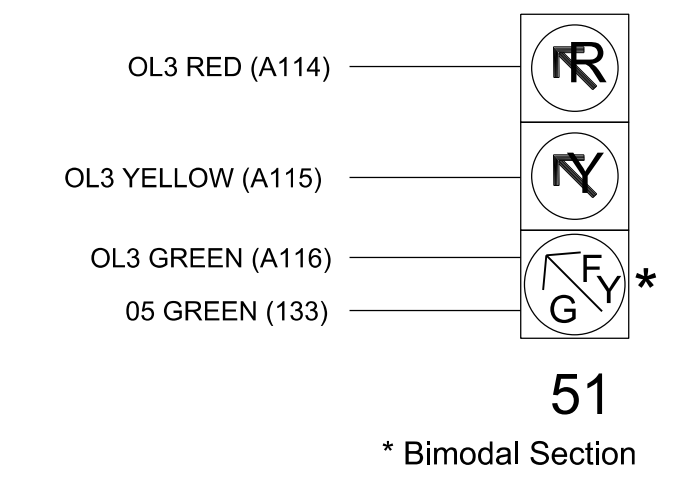 OL3 RED (A114)
R
OL3 YELLOW (A115)
Y
OL3 GREEN (A116)
F
Y
G
*
05 GREEN (133)
51
* Bimodal Section